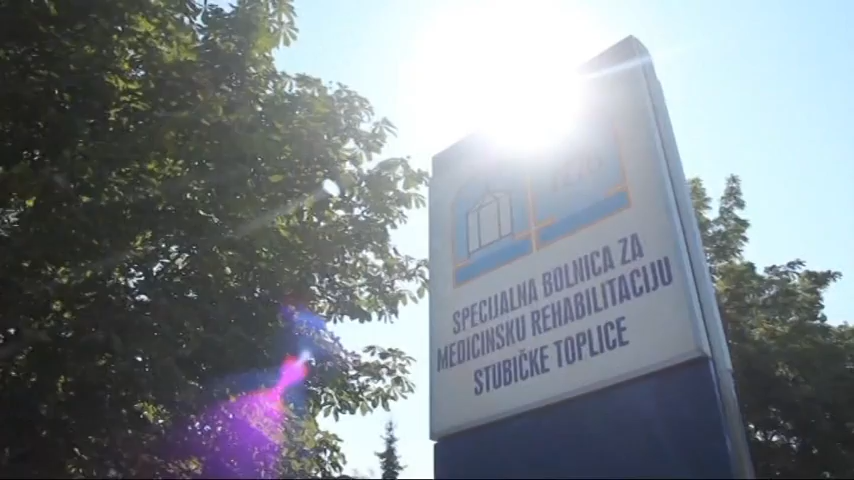 SPECIJALNA BOLNICA ZA
MEDICINSKU REHABILITACIJU
STUBIČKE TOPLICE